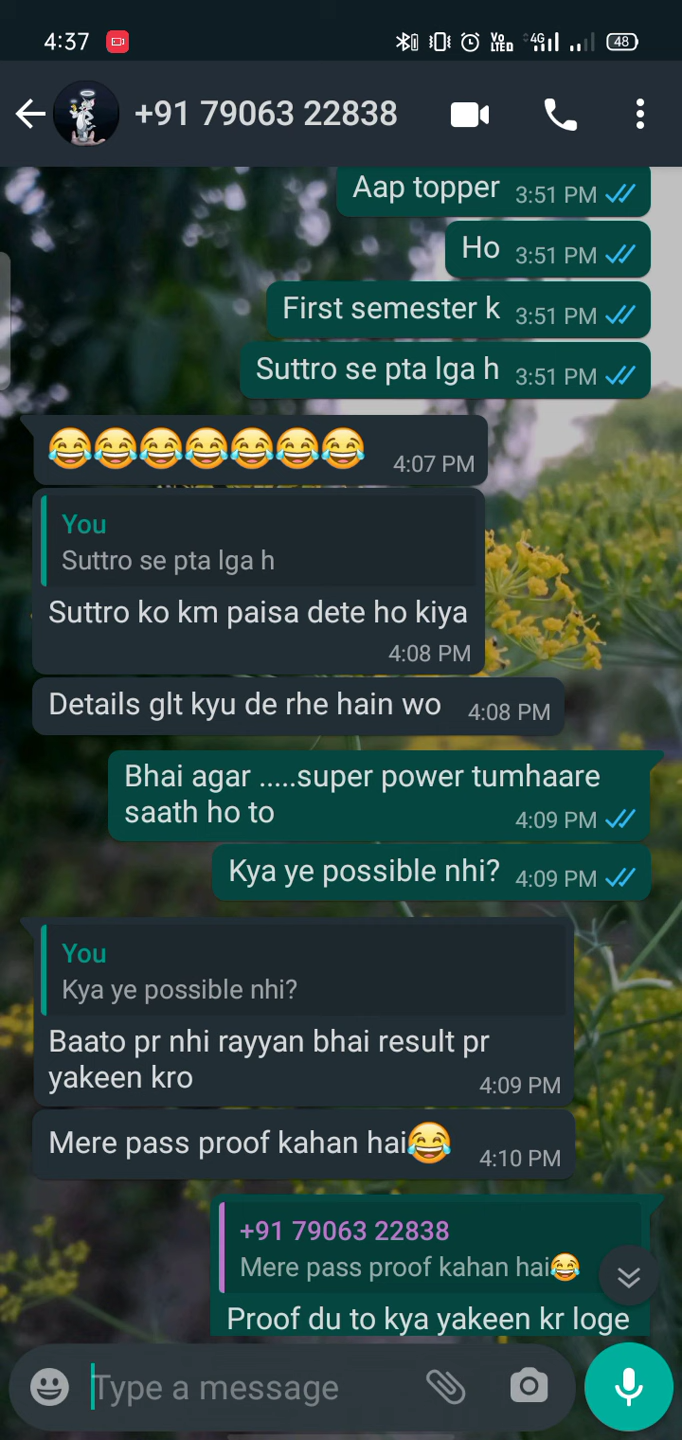 4:37
VO
LTED
4G
48
+91 79063 22838
Aap topper 3:51 PM
Ho 3:51 PM
First semester k 3:51 PM
Suttro se pta lga h 3:51 PM
😂😂😂😂😂😂😂 4:07 PM
You
Suttro se pta lga h
Suttro ko km paisa dete ho kiya
4:08 PM
Details glt kyu de rhe hain wo 4:08 PM
Bhai agar .....super power tumhaare
saath ho to 4:09 PM
Kya ye possible nhi? 4:09 PM
You
Kya ye possible nhi?
Baato pr nhi rayyan bhai result pr
yakeen kro 4:09 PM
Mere pass proof kahan hai😂 4:10 PM
+91 79063 22838
Mere pass proof kahan hai😂
Proof du to kya yakeen kr loge
Type a message